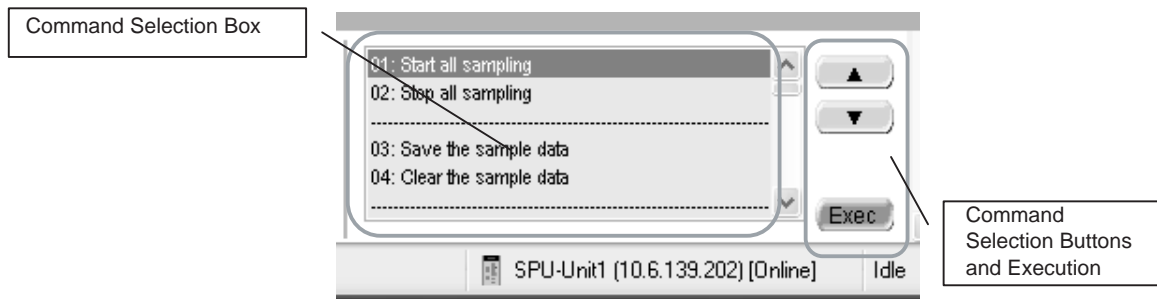 Command Selection Box
01: Start all sampling
02: Stop all sampling
03: Save the sample data
04: Clear the sample data
Exec
Command
Selection Buttons
and Execution
SPU-Unit1 (10.6.139.202) [Online]
Idle